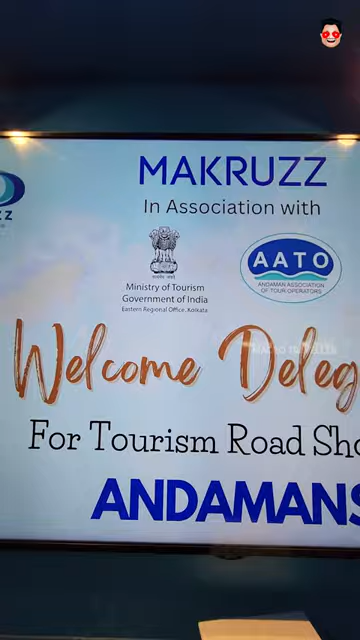 MAKRUZZ
In Association with
ZZ
AATO
ANDAMAN ASSOCIATION
OF TOUR OPERATORS
Ministry of Tourism
Government of India
Eastern Regional Office, Kolkata
Welcome Deleg
For Tourism Road Sho
ANDAMANS